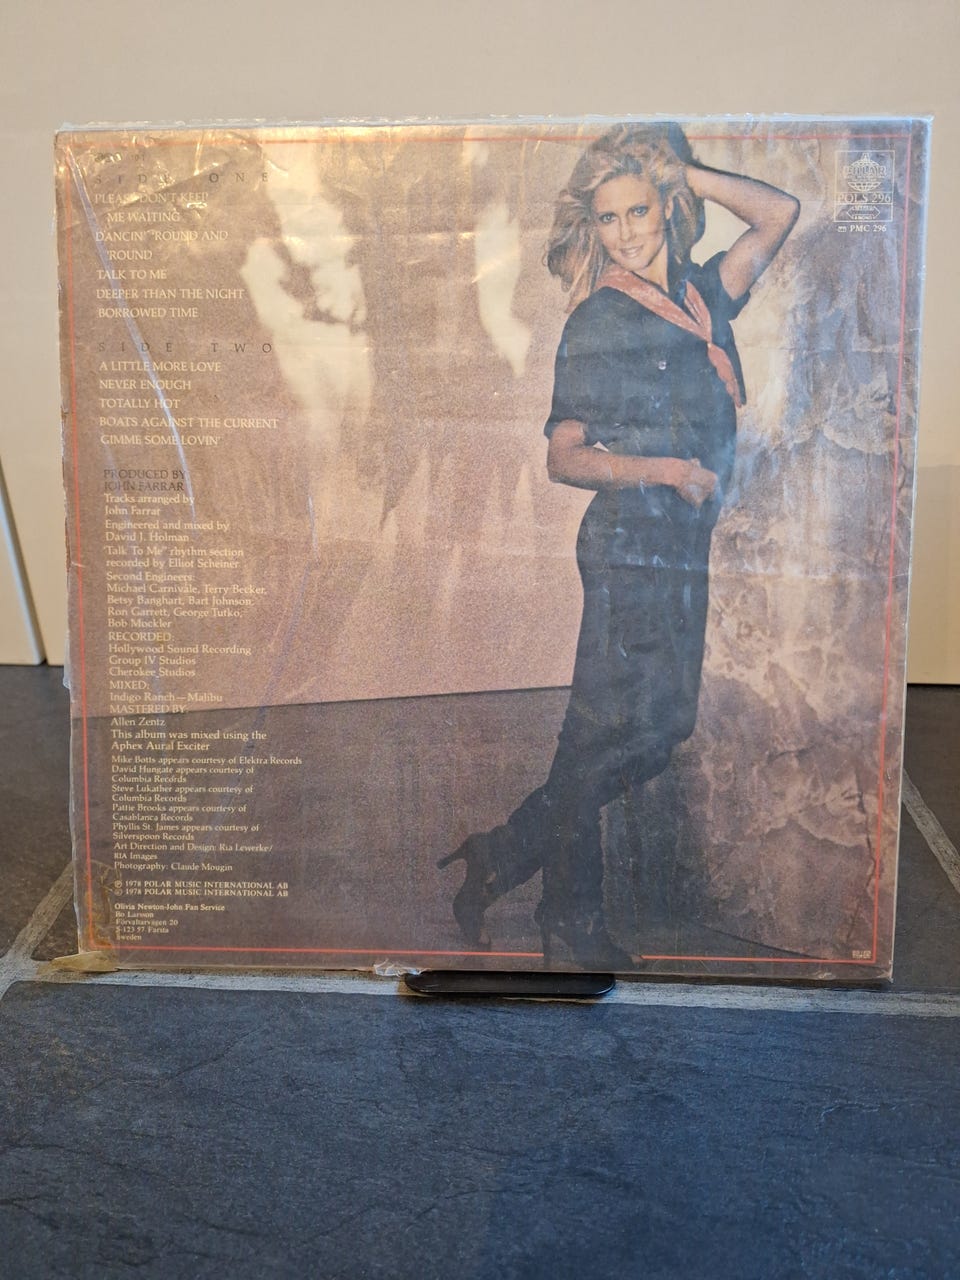 SIDE ONE
PLEASE DON'T KEEP
ME WAITING
DANCIN' 'ROUND AND
'ROUND
TALK TO ME
DEEPER THAN THE NIGHT
BORROWED TIME
SIDE TWO
A LITTLE MORE LOVE
NEVER ENOUGH
TOTALLY HOT
BOATS AGAINST THE CURRENT
GIMME SOME LOVIN'
PRODUCED BY
JOHN FARRAR
Tracks arranged by
John Farrar
Engineered and mixed by
David J. Holman
"Talk To Me" rhythm section
recorded by Elliot Scheiner
Second Engineers:
Michael Carnivale, Terry Becker,
Betsy Banghart, Bart Johnson,
Ron Garrett, George Tutko,
Bob Mockler
RECORDED:
Hollywood Sound Recording
Group IV Studios
Cherokee Studios
MIXED:
Indigo Ranch—Malibu
MASTERED BY:
Allen Zentz
This album was mixed using the
Aphex Aural Exciter
Mike Botts appears courtesy of Elektra Records
David Hungate appears courtesy of
Columbia Records
Steve Lukather appears courtesy of
Columbia Records
Pattie Brooks appears courtesy of
Casablanca Records
Phyllis St. James appears courtesy of
Silverspoon Records
Art Direction and Design: Ria Lewerke/
RIA Images
Photography: Claude Mougin
℗ 1978 POLAR MUSIC INTERNATIONAL AB
© 1978 POLAR MUSIC INTERNATIONAL AB
Olivia Newton-John Fan Service
Bo Larsson
Förvaltarvägen 20
S-123 57 Farsta
Sweden
POLAR
POLS 296
STEREO
PMC 296